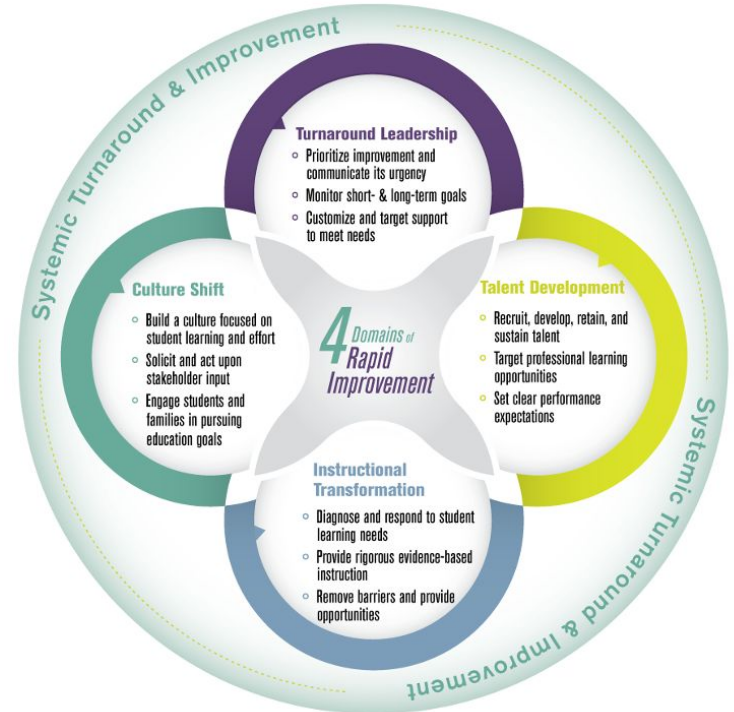 Systemic Turnaround & Improvement
Turnaround Leadership
Prioritize improvement and
communicate its urgency
Monitor short- & long-term goals
Customize and target support
to meet needs
Culture Shift
Build a culture focused on
student learning and effort
Solicit and act upon
stakeholder input
Engage students and
families in pursuing
education goals
4 Domains of
Rapid
Improvement
Talent Development
Recruit, develop, retain, and
sustain talent
Target professional learning
opportunities
Set clear performance
expectations
Instructional
Transformation
Diagnose and respond to student
learning needs
Provide rigorous evidence-based
instruction
Remove barriers and provide
opportunities
Systemic Turnaround & Improvement